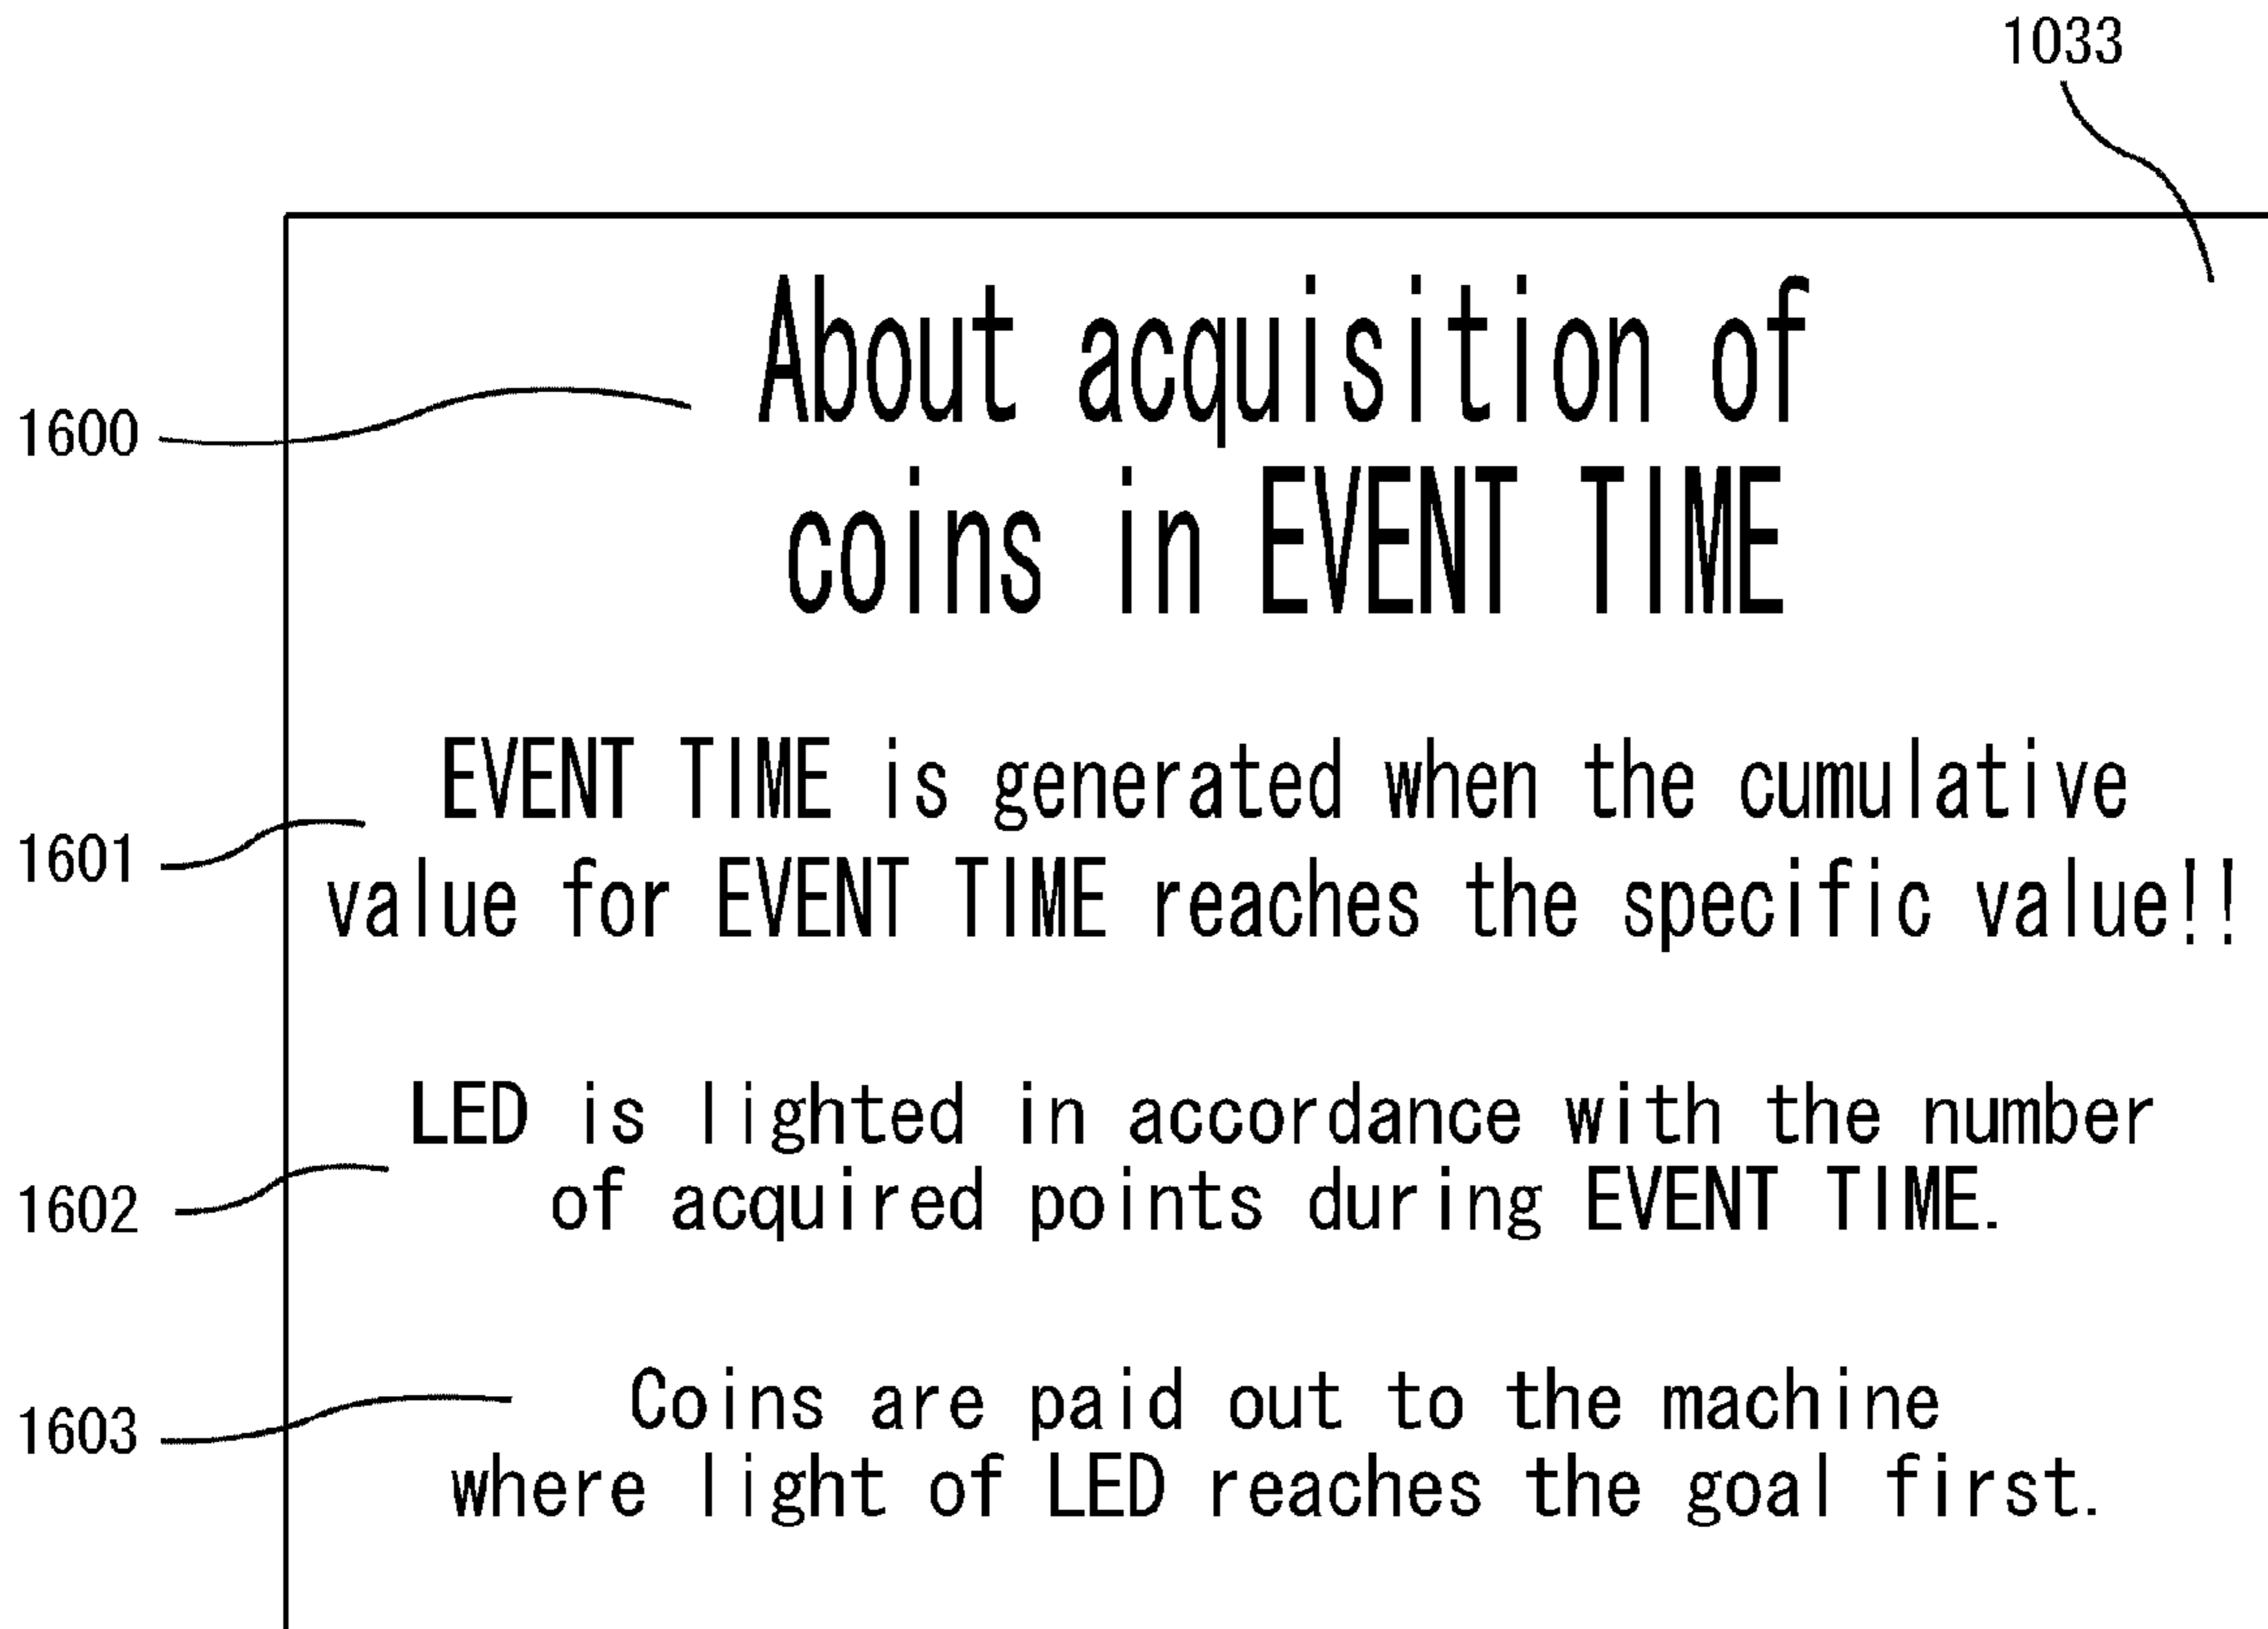 1033
1600
About acquisition of
coins in EVENT TIME
1601
EVENT TIME is generated when the cumulative
value for EVENT TIME reaches the specific value!!
1602
LED is lighted in accordance with the number
of acquired points during EVENT TIME.
1603
Coins are paid out to the machine
where light of LED reaches the goal first.